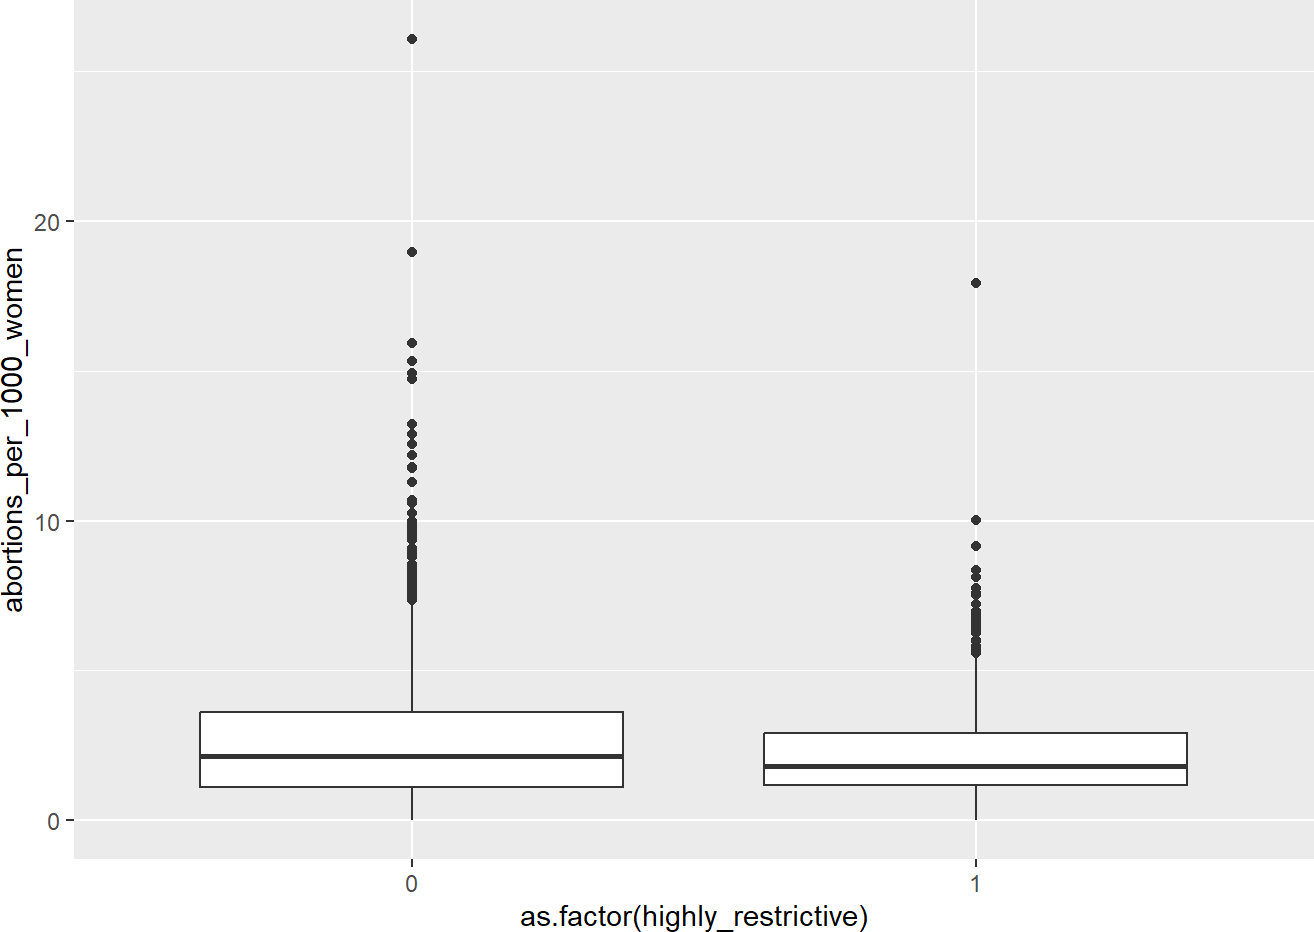 abortions_per_1000_women
20
10
0
0
1
as.factor(highly_restrictive)